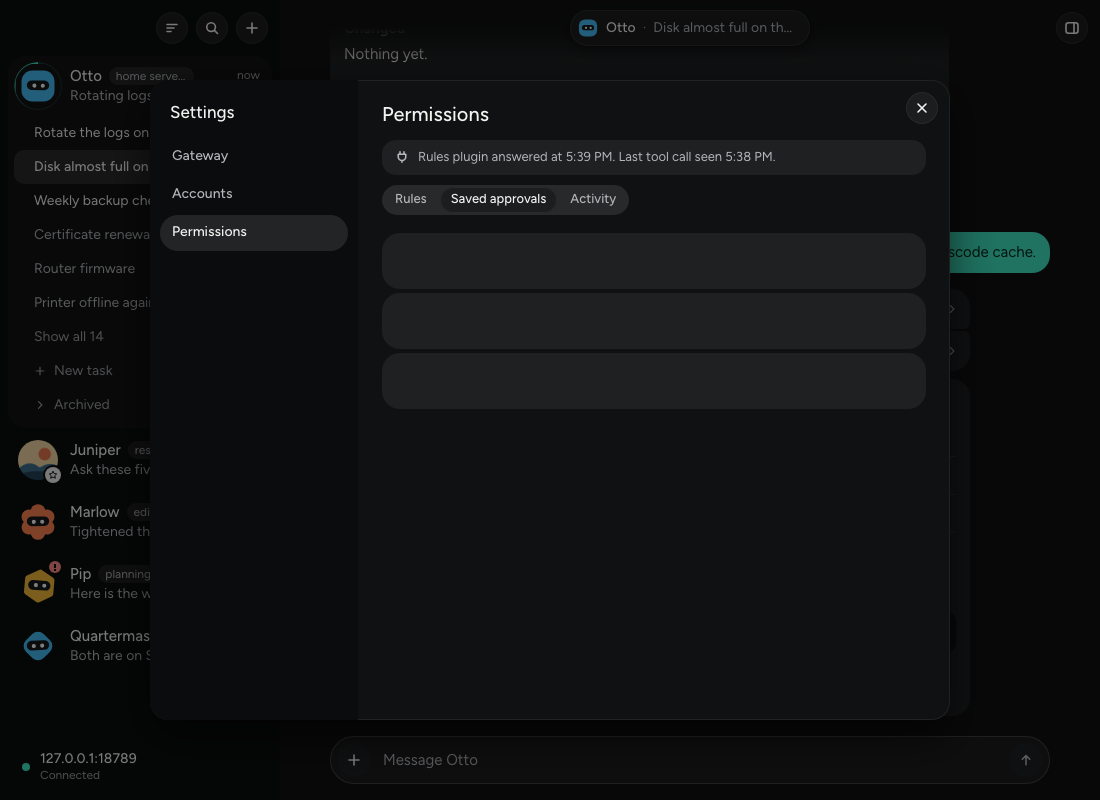 Otto · Disk almost full on th...
Nothing yet.
Otto home serve... now
Rotating logs
Rotate the logs on
Disk almost full on
Weekly backup che
Certificate renewa
Router firmware
Printer offline again
Show all 14
New task
Archived
Juniper res
Ask these fiv
Marlow edi
Tightened th
Pip planning
Here is the w
Quartermas
Both are on S
127.0.0.1:18789
Connected
Settings
Gateway
Accounts
Permissions
Permissions
Rules plugin answered at 5:39 PM. Last tool call seen 5:38 PM.
Rules Saved approvals Activity
scode cache.
Message Otto